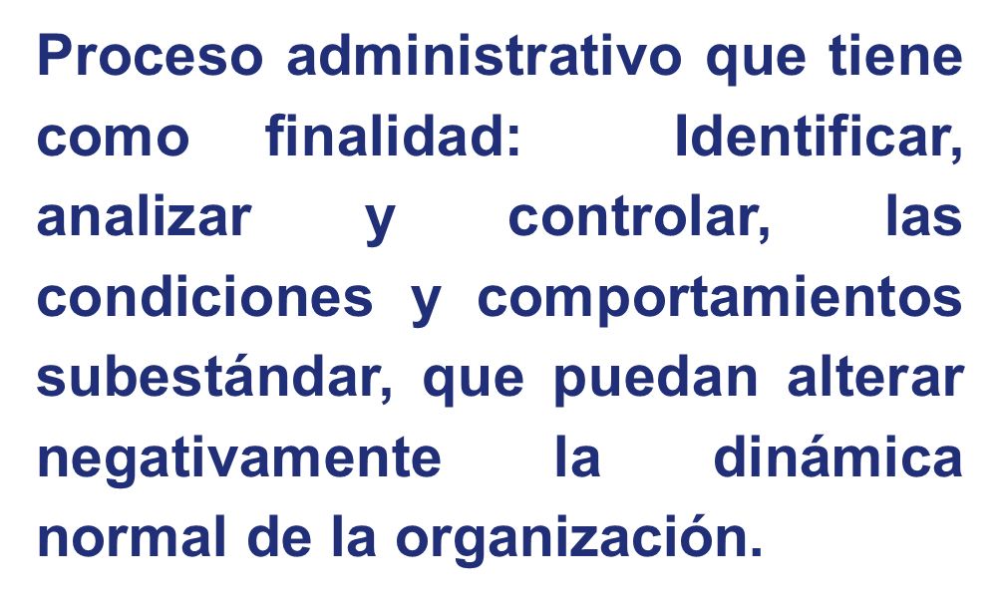 Proceso administrativo que tiene
como finalidad: Identificar,
analizar y controlar, las
condiciones y comportamientos
subestándar, que puedan alterar
negativamente la dinámica
normal de la organización.